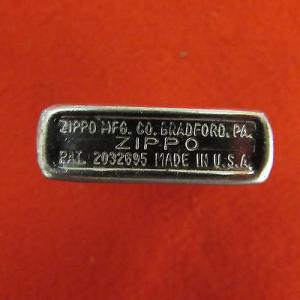 ZIPPO MFG. CO. BRADFORD, PA.
ZIPPO
PAT. 2032695 MADE IN U.S.A.